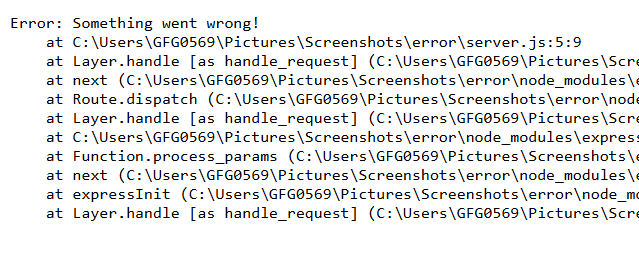 Error: Something went wrong!
at C:\Users\GFG0569\Pictures\Screenshots\error\server.js:5:9
at Layer.handle [as handle_request] (C:\Users\GFG0569\Pictures\Scre
at next (C:\Users\GFG0569\Pictures\Screenshots\error\node_modules\e
at Route.dispatch (C:\Users\GFG0569\Pictures\Screenshots\error\node
at Layer.handle [as handle_request] (C:\Users\GFG0569\Pictures\Scre
at C:\Users\GFG0569\Pictures\Screenshots\error\node_modules\express
at Function.process_params (C:\Users\GFG0569\Pictures\Screenshots\e
at next (C:\Users\GFG0569\Pictures\Screenshots\error\node_modules\e
at expressInit (C:\Users\GFG0569\Pictures\Screenshots\error\node_mo
at Layer.handle [as handle_request] (C:\Users\GFG0569\Pictures\Scre